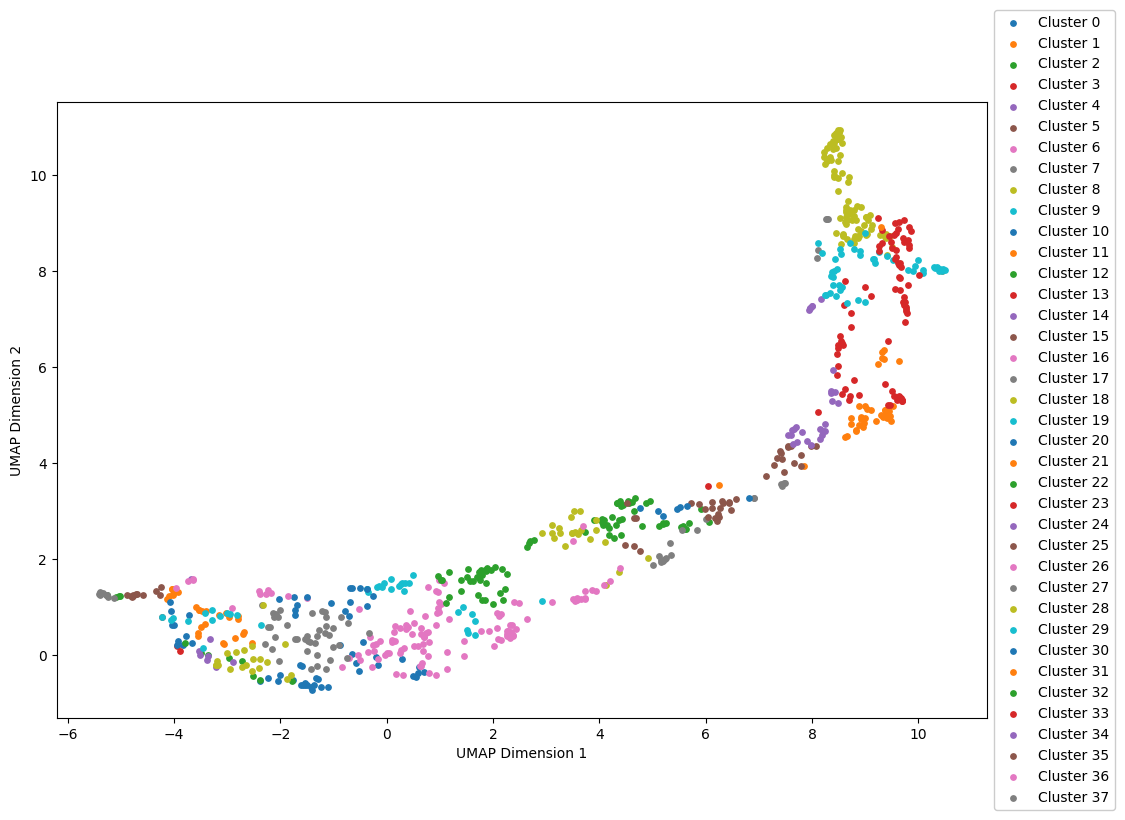 Cluster 0
Cluster 1
Cluster 2
Cluster 3
Cluster 4
Cluster 5
Cluster 6
Cluster 7
Cluster 8
Cluster 9
Cluster 10
Cluster 11
Cluster 12
Cluster 13
Cluster 14
Cluster 15
Cluster 16
Cluster 17
Cluster 18
Cluster 19
Cluster 20
Cluster 21
Cluster 22
Cluster 23
Cluster 24
Cluster 25
Cluster 26
Cluster 27
Cluster 28
Cluster 29
Cluster 30
Cluster 31
Cluster 32
Cluster 33
Cluster 34
Cluster 35
Cluster 36
Cluster 37
UMAP Dimension 2
10
8
6
4
2
0
−6 −4 −2 0 2 4 6 8 10
UMAP Dimension 1